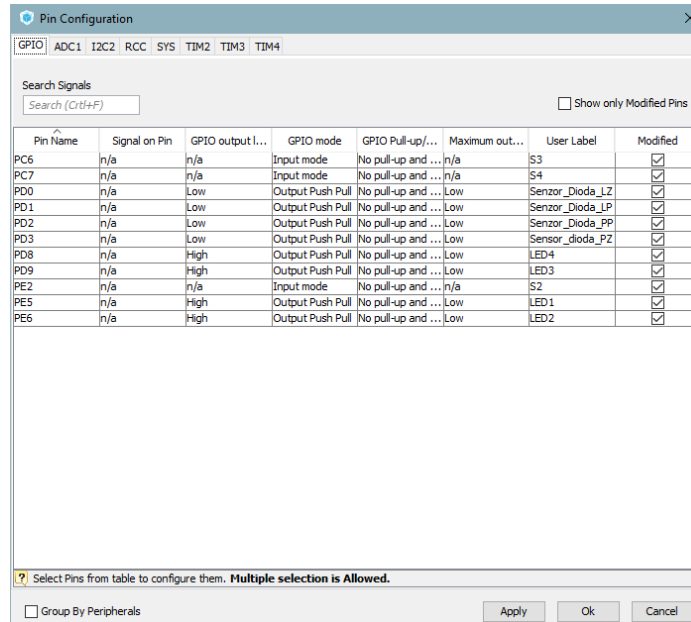 Pin Configuration
GPIO ADC1 I2C2 RCC SYS TIM2 TIM3 TIM4
Search Signals
Search (Crtl+F)
Show only Modified Pins
Pin Name Signal on Pin GPIO output l... GPIO mode GPIO Pull-up/... Maximum out... User Label Modified
PC6 n/a n/a Input mode No pull-up and ... n/a S3
PC7 n/a n/a Input mode No pull-up and ... n/a S4
PD0 n/a Low Output Push Pull No pull-up and ... Low Senzor_Dioda_LZ
PD1 n/a Low Output Push Pull No pull-up and ... Low Senzor_Dioda_LP
PD2 n/a Low Output Push Pull No pull-up and ... Low Senzor_Dioda_PP
PD3 n/a Low Output Push Pull No pull-up and ... Low Sensor_dioda_PZ
PD8 n/a High Output Push Pull No pull-up and ... Low LED4
PD9 n/a High Output Push Pull No pull-up and ... Low LED3
PE2 n/a n/a Input mode No pull-up and ... n/a S2
PE5 n/a High Output Push Pull No pull-up and ... Low LED1
PE6 n/a High Output Push Pull No pull-up and ... Low LED2
? Select Pins from table to configure them. Multiple selection is Allowed.
Group By Peripherals Apply Ok Cancel